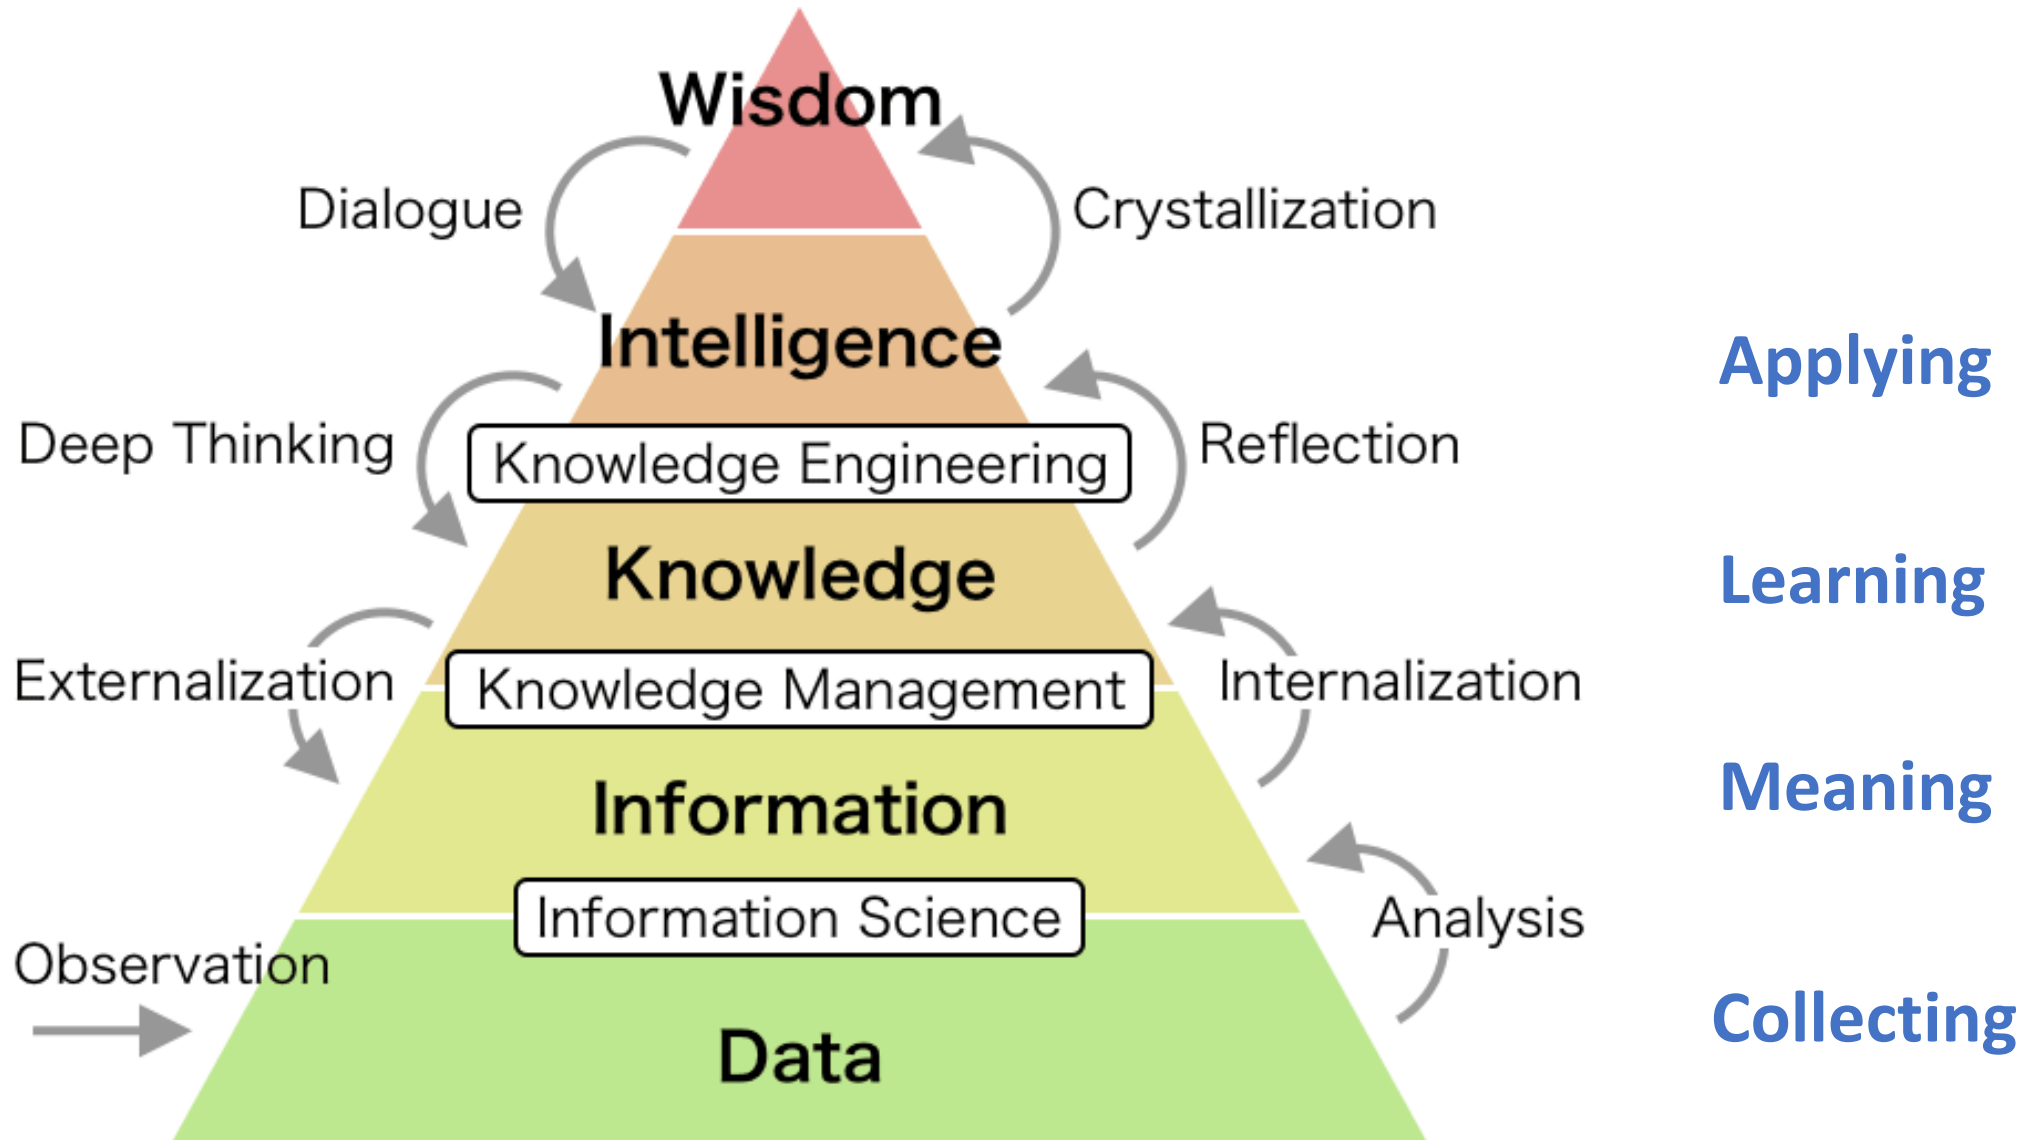 Wisdom
Dialogue
Crystallization
Intelligence
Applying
Deep Thinking
Knowledge Engineering
Reflection
Knowledge
Learning
Externalization
Knowledge Management
Internalization
Information
Meaning
Information Science
Analysis
Observation
Data
Collecting